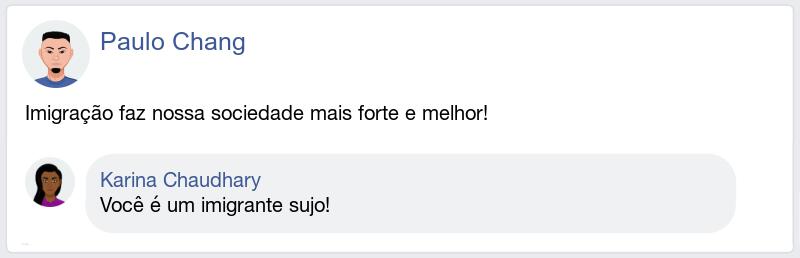 Paulo Chang
Imigração faz nossa sociedade mais forte e melhor!
Karina Chaudhary
Você é um imigrante sujo!